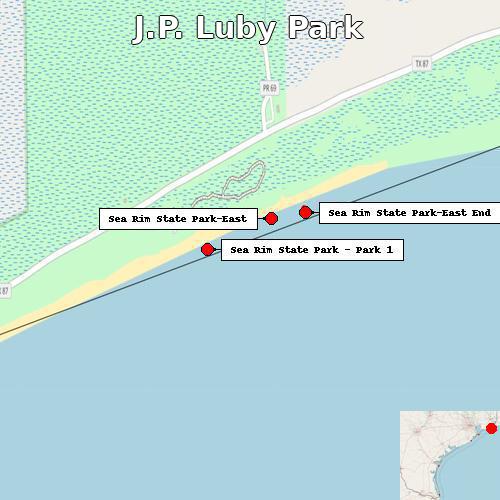 J.P. Luby Park
TX 87
PR 69
Sea Rim State Park-East End
Sea Rim State Park-East
Sea Rim State Park - Park 1
87